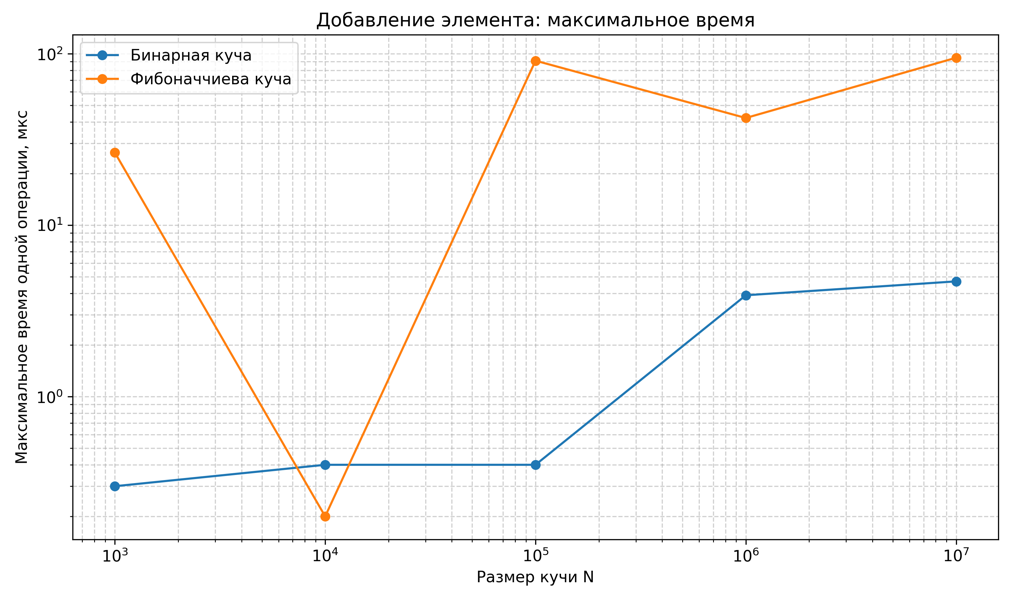 Добавление элемента: максимальное время
Бинарная куча
Фибоначчиева куча
Максимальное время одной операции, мкс
10²
10¹
10⁰
10³
10⁴
10⁵
10⁶
10⁷
Размер кучи N